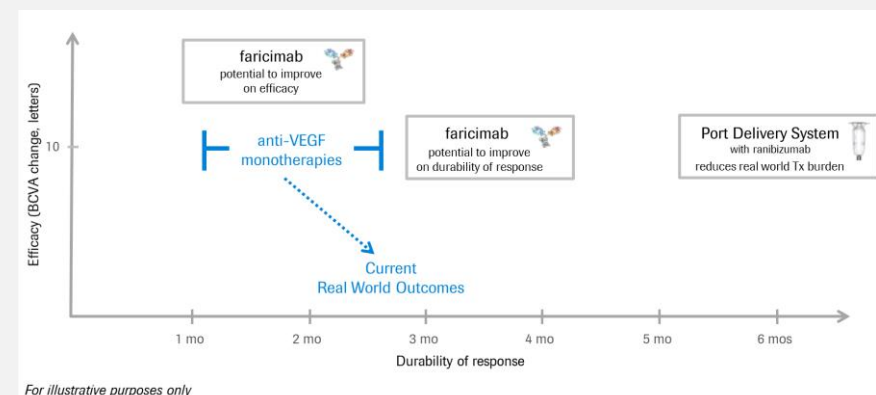 faricimab
potential to improve
on efficacy
Efficacy (BCVA change, letters)
10
anti-VEGF
monotherapies
faricimab
potential to improve
on durability of response
Port Delivery System
with ranibizumab
reduces real world Tx burden
Current
Real World Outcomes
1 mo
2 mo
3 mo
4 mo
5 mo
6 mos
Durability of response
For illustrative purposes only